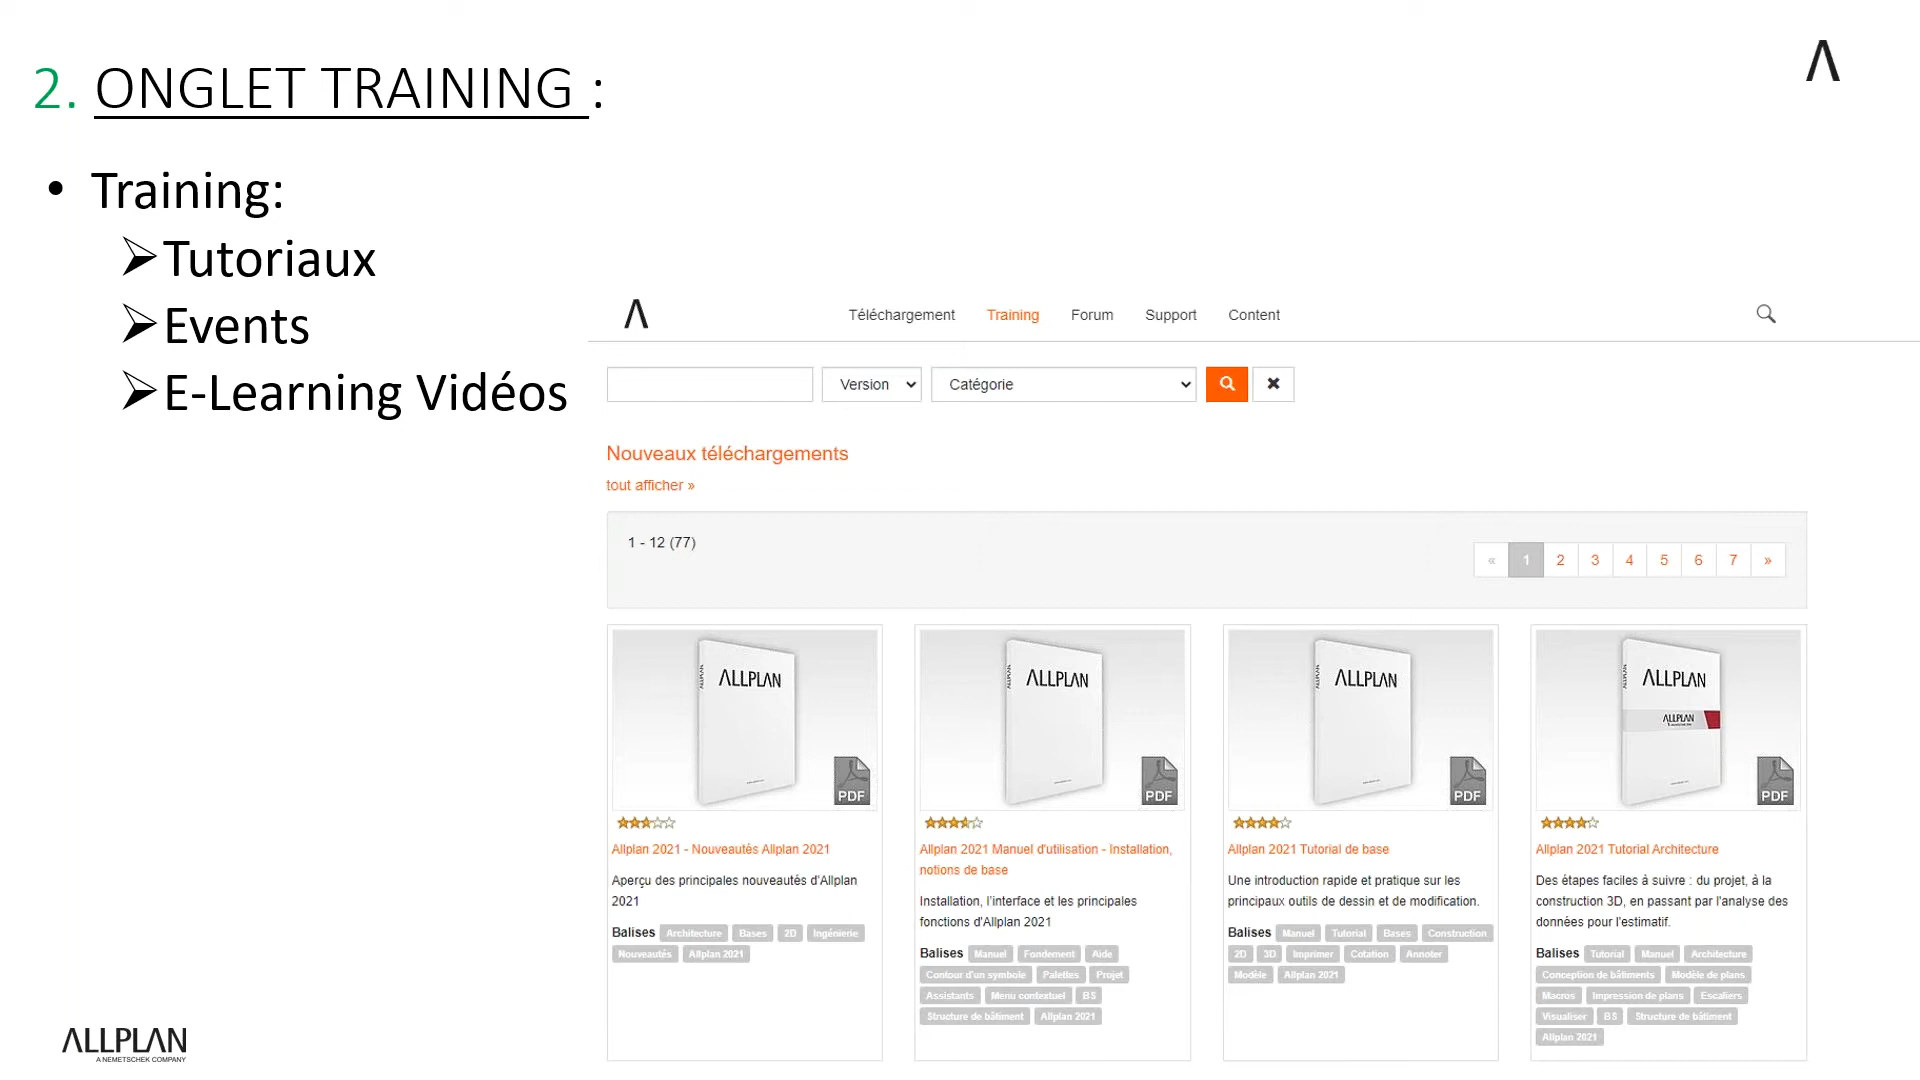 2. ONGLET TRAINING :
• Training:
Tutoriaux
Events
E-Learning Vidéos
Téléchargement Training Forum Support Content
Version Catégorie
Nouveaux téléchargements
tout afficher »
1 - 12 (77)
« 1 2 3 4 5 6 7 »
ALLPLAN
PDF
Allplan 2021 - Nouveautés Allplan 2021
Aperçu des principales nouveautés d'Allplan
2021
Balises Architecture Bases 2D Ingénierie
Nouveautés Allplan 2021
ALLPLAN
PDF
Allplan 2021 Manuel d'utilisation - Installation,
notions de base
Installation, l'interface et les principales
fonctions d'Allplan 2021
Balises Manuel Fondement Aide
Contour d'un symbole Palettes Projet
Assistants Menu contextuel BS
Structure de bâtiment Allplan 2021
ALLPLAN
PDF
Allplan 2021 Tutorial de base
Une introduction rapide et pratique sur les
principaux outils de dessin et de modification.
Balises Manuel Tutorial Bases Construction
2D 3D Imprimer Cotation Annoter
Modèle Allplan 2021
ALLPLAN
ALLPLAN
PDF
Allplan 2021 Tutorial Architecture
Des étapes faciles à suivre : du projet, à la
construction 3D, en passant par l'analyse des
données pour l'estimatif.
Balises Tutorial Manuel Architecture
Conception de bâtiments Modèle de plans
Macros Impression de plans Escaliers
Visualiser BS Structure de bâtiment
Allplan 2021
ALLPLAN
A NEMETSCHEK COMPANY